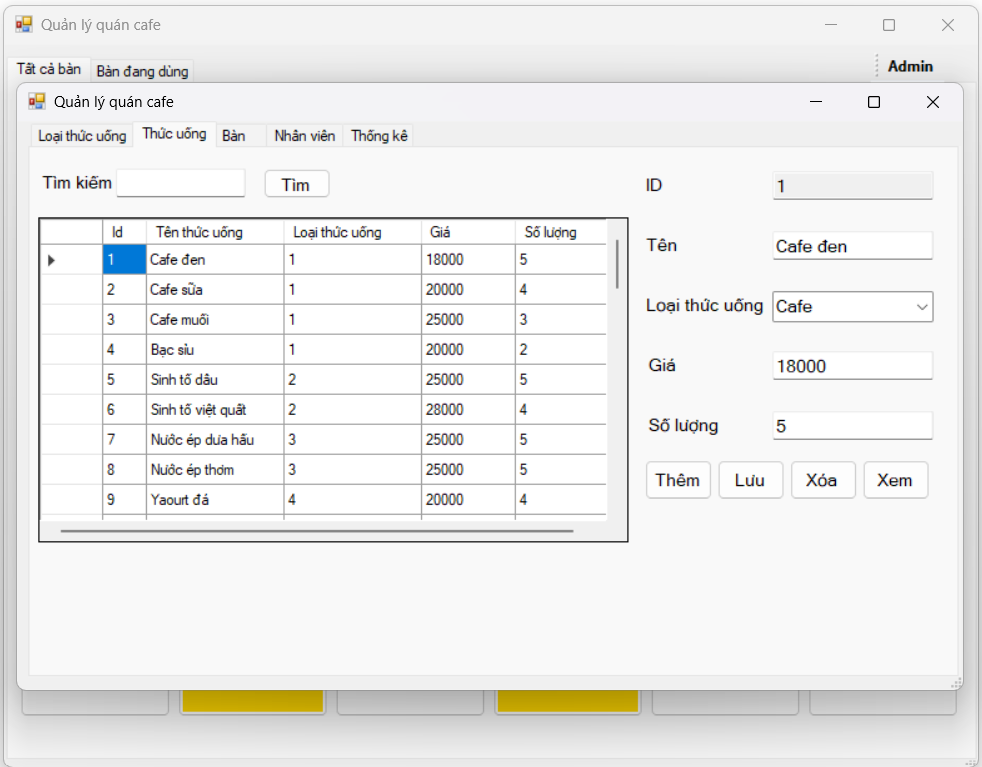 Quản lý quán cafe
Tất cả bàn Bàn đang dùng Admin
Quản lý quán cafe
Loại thức uống Thức uống Bàn Nhân viên Thống kê
Tìm kiếm Tìm
Id Tên thức uống Loại thức uống Giá Số lượng
1 Cafe đen 1 18000 5
2 Cafe sữa 1 20000 4
3 Cafe muối 1 25000 3
4 Bạc sỉu 1 20000 2
5 Sinh tố dâu 2 25000 5
6 Sinh tố việt quất 2 28000 4
7 Nước ép dưa hấu 3 25000 5
8 Nước ép thơm 3 25000 5
9 Yaourt đá 4 20000 4
ID 1
Tên Cafe đen
Loại thức uống Cafe
Giá 18000
Số lượng 5
Thêm Lưu Xóa Xem